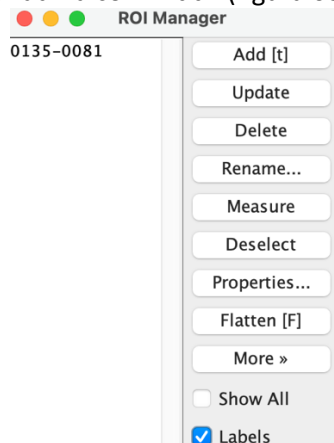 ROI Manager
0135-0081
Add [t]
Update
Delete
Rename...
Measure
Deselect
Properties...
Flatten [F]
More »
Show All
Labels